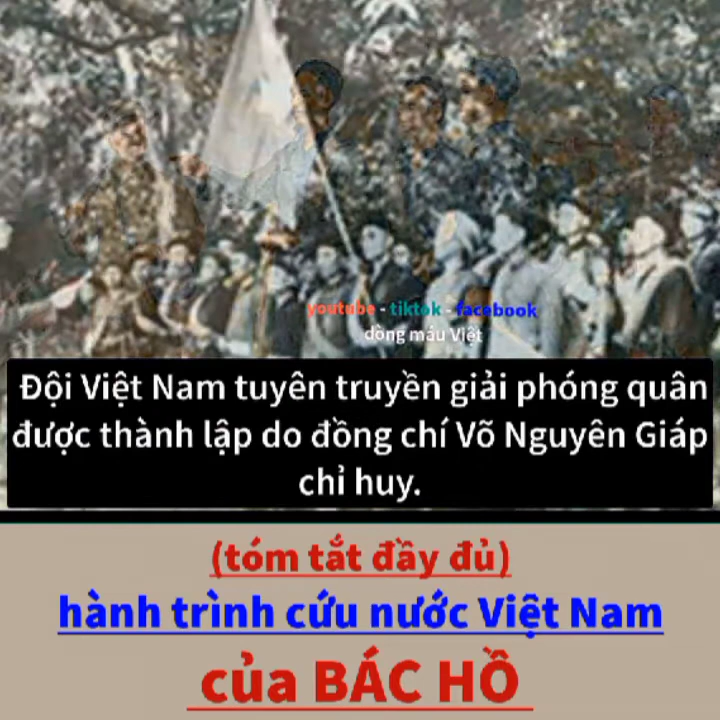 youtube - tiktok - facebook
dòng máu Việt
Đội Việt Nam tuyên truyền giải phóng quân
được thành lập do đồng chí Võ Nguyên Giáp
chỉ huy.
(tóm tắt đầy đủ)
hành trình cứu nước Việt Nam
của BÁC HỒ